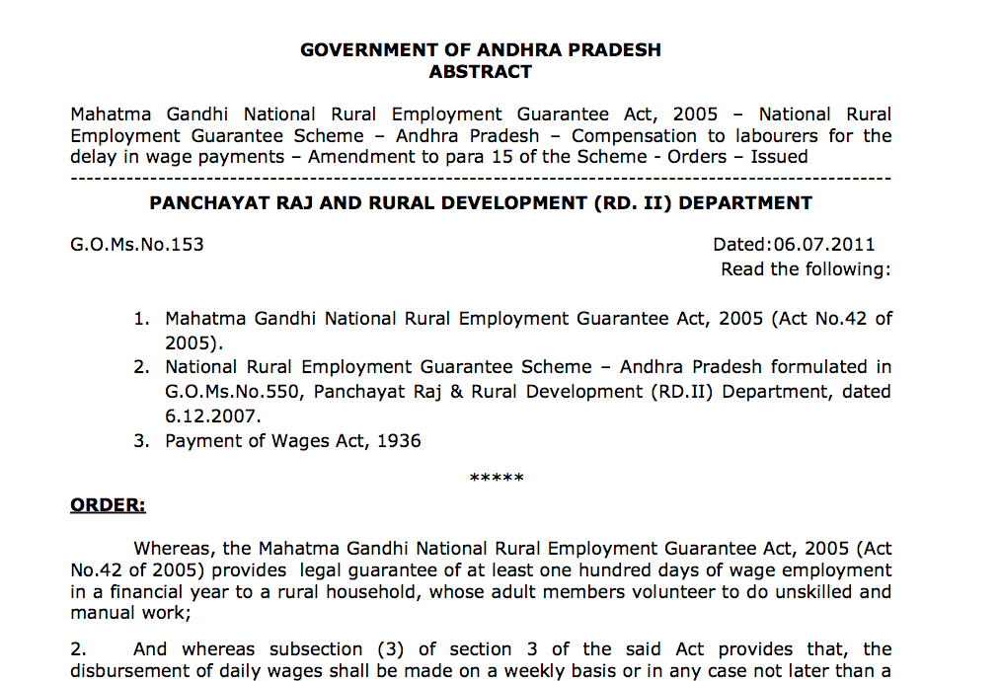 GOVERNMENT OF ANDHRA PRADESH
ABSTRACT
Mahatma Gandhi National Rural Employment Guarantee Act, 2005 – National Rural
Employment Guarantee Scheme – Andhra Pradesh – Compensation to labourers for the
delay in wage payments – Amendment to para 15 of the Scheme - Orders – Issued
--------------------------------------------------------------------------------------------------------
PANCHAYAT RAJ AND RURAL DEVELOPMENT (RD. II) DEPARTMENT
G.O.Ms.No.153 Dated:06.07.2011
Read the following:
1. Mahatma Gandhi National Rural Employment Guarantee Act, 2005 (Act No.42 of
2005).
2. National Rural Employment Guarantee Scheme – Andhra Pradesh formulated in
G.O.Ms.No.550, Panchayat Raj & Rural Development (RD.II) Department, dated
6.12.2007.
3. Payment of Wages Act, 1936
*****
ORDER:
Whereas, the Mahatma Gandhi National Rural Employment Guarantee Act, 2005 (Act
No.42 of 2005) provides legal guarantee of at least one hundred days of wage employment
in a financial year to a rural household, whose adult members volunteer to do unskilled and
manual work;
2. And whereas subsection (3) of section 3 of the said Act provides that, the
disbursement of daily wages shall be made on a weekly basis or in any case not later than a